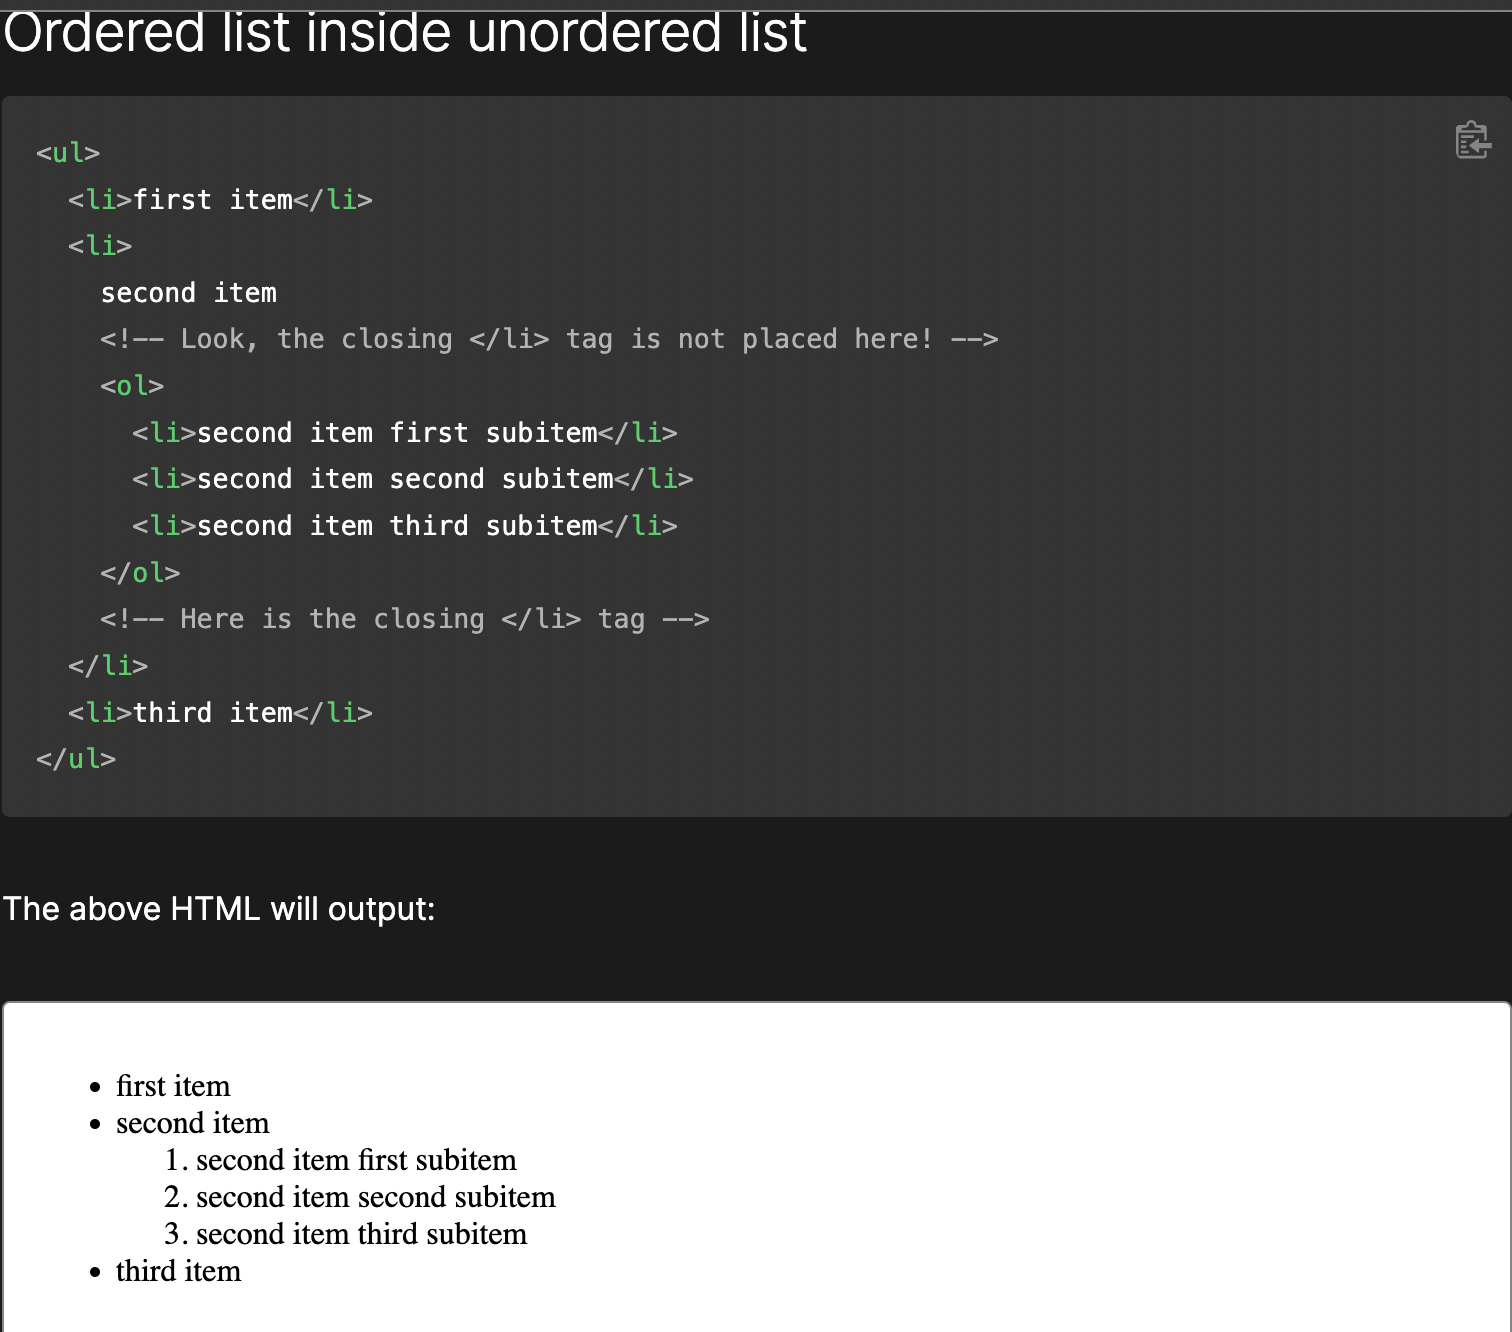 Ordered list inside unordered list
<ul>
  <li>first item</li>
  <li>
    second item
    <!-- Look, the closing </li> tag is not placed here! -->
    <ol>
      <li>second item first subitem</li>
      <li>second item second subitem</li>
      <li>second item third subitem</li>
    </ol>
    <!-- Here is the closing </li> tag -->
  </li>
  <li>third item</li>
</ul>
The above HTML will output:
• first item
• second item
1. second item first subitem
2. second item second subitem
3. second item third subitem
• third item